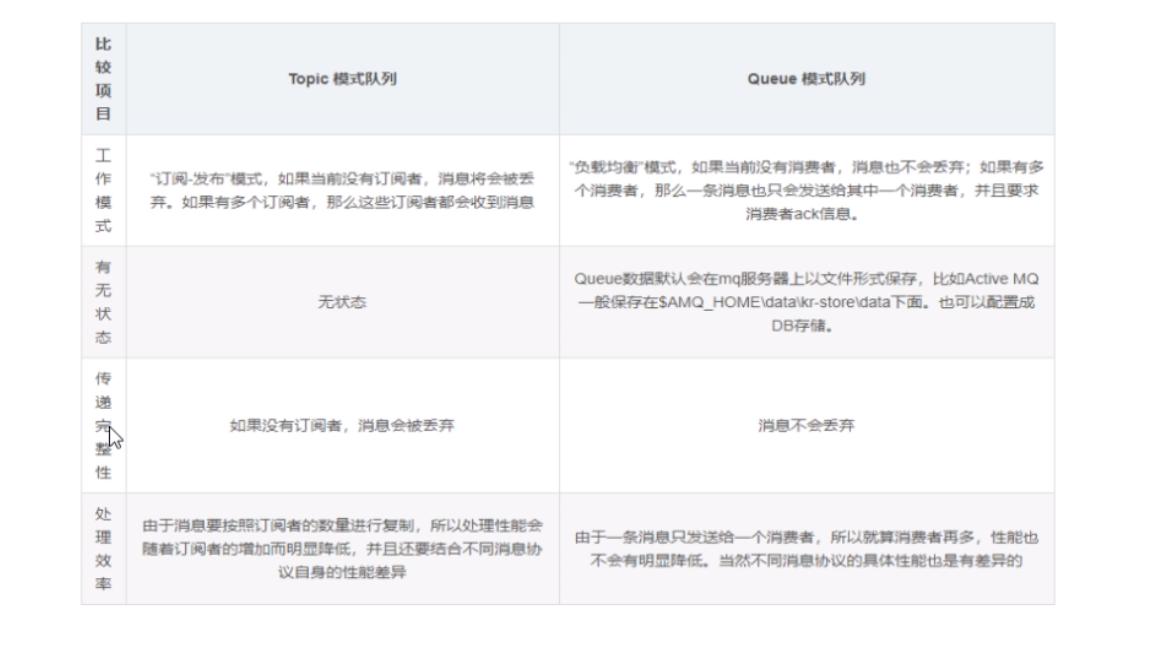 比较项目
Topic 模式队列
Queue 模式队列
工作模式
“订阅-发布”模式，如果当前没有订阅者，消息将会被丢
弃。如果有多个订阅者，那么这些订阅者都会收到消息
“负载均衡”模式，如果当前没有消费者，消息也不会丢弃；如果有多
个消费者，那么一条消息也只会发送给其中一个消费者，并且要求
消费者ack信息。
有无状态
无状态
Queue数据默认会在mq服务器上以文件形式保存，比如Active MQ
一般保存在$AMQ_HOME\data\kr-store\data下面。也可以配置成
DB存储。
传递完整性
如果没有订阅者，消息会被丢弃
消息不会丢弃
处理效率
由于消息要按照订阅者的数量进行复制，所以处理性能会
随着订阅者的增加而明显降低，并且还要结合不同消息协
议自身的性能差异
由于一条消息只发送给一个消费者，所以就算消费者再多，性能也
不会有明显降低。当然不同消息协议的具体性能也是有差异的